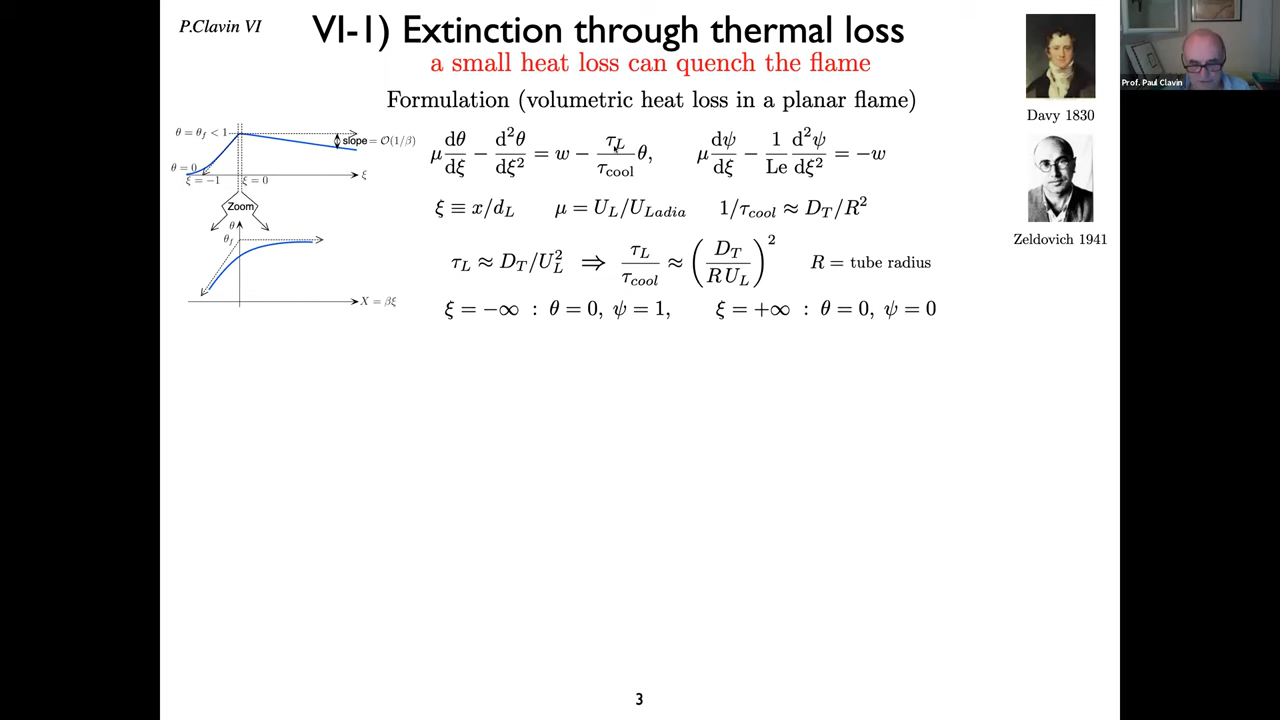 P.Clavin VI
VI-1) Extinction through thermal loss
a small heat loss can quench the flame
Formulation (volumetric heat loss in a planar flame)
μ dθ/dξ − d²θ/dξ² = w − τ_L/τ_cool θ, μ dψ/dξ − 1/Le d²ψ/dξ² = −w
ξ ≡ x/d_L μ = U_L/U_Ladia 1/τ_cool ≈ D_T/R²
τ_L ≈ D_T/U_L² ⇒ τ_L/τ_cool ≈ (D_T/R U_L)² R = tube radius
ξ = −∞ : θ = 0, ψ = 1, ξ = +∞ : θ = 0, ψ = 0
θ = θ_f < 1
slope = O(1/β)
θ = 0
ξ = −1 ξ = 0 ξ
Zoom
θ
θ_f
X = βξ
Davy 1830
Zeldovich 1941
Prof. Paul Clavin
3